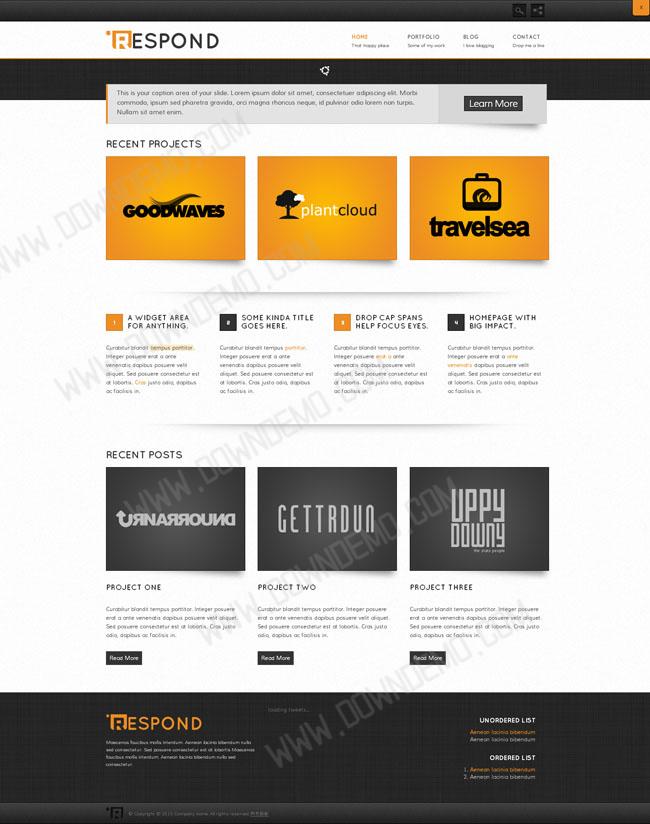 x
RESPOND
HOME PORTFOLIO BLOG CONTACT
That happy place Some of my work I love blogging Drop me a line
This is your caption area of your slide. Lorem ipsum dolor sit amet, consectetuer adipiscing elit. Morbi
commodo, ipsum sed pharetra gravida, orci magna rhoncus neque, id pulvinar odio lorem non turpis.
Nullam sit amet enim.
Learn More
RECENT PROJECTS
GOODWAVES
plantcloud
travelsea
1 A WIDGET AREA
FOR ANYTHING.
Curabitur blandit tempus porttitor.
Integer posuere erat a ante
venenatis dapibus posuere velit
aliquet. Sed posuere consectetur est
at lobortis. Cras justo odio, dapibus
ac facilisis in.
2 SOME KINDA TITLE
GOES HERE.
Curabitur blandit tempus porttitor.
Integer posuere erat a ante
venenatis dapibus posuere velit
aliquet. Sed posuere consectetur est
at lobortis. Cras justo odio, dapibus
ac facilisis in.
3 DROP CAP SPANS
HELP FOCUS EYES.
Curabitur blandit tempus porttitor.
Integer posuere erat a ante
venenatis dapibus posuere velit
aliquet. Sed posuere consectetur est
at lobortis. Cras justo odio, dapibus
ac facilisis in.
4 HOMEPAGE WITH
BIG IMPACT.
Curabitur blandit tempus porttitor.
Integer posuere erat a ante
venenatis dapibus posuere velit
aliquet. Sed posuere consectetur est
at lobortis. Cras justo odio, dapibus
ac facilisis in.
RECENT POSTS
TURNARROUND
GETTRDUN
UPPY
DOWNY
the stairs people
PROJECT ONE
Curabitur blandit tempus porttitor. Integer posuere
erat a ante venenatis dapibus posuere velit aliquet.
Sed posuere consectetur est at lobortis. Cras justo
odio, dapibus ac facilisis in.
Read More
PROJECT TWO
Curabitur blandit tempus porttitor. Integer posuere
erat a ante venenatis dapibus posuere velit aliquet.
Sed posuere consectetur est at lobortis. Cras justo
odio, dapibus ac facilisis in.
Read More
PROJECT THREE
Curabitur blandit tempus porttitor. Integer posuere
erat a ante venenatis dapibus posuere velit aliquet.
Sed posuere consectetur est at lobortis. Cras justo
odio, dapibus ac facilisis in.
Read More
RESPOND
Maecenas faucibus mollis interdum. Aenean lacinia bibendum nulla
sed consectetur. Sed posuere consectetur est at lobortis. Maecenas
faucibus mollis interdum. Aenean lacinia bibendum nulla sed
consectetur.
loading tweets...
UNORDERED LIST
Aenean lacinia bibendum
Aenean lacinia bibendum
ORDERED LIST
1. Aenean lacinia bibendum
2. Aenean lacinia bibendum
© Copyright © 2013.Company name All rights reserved.
WWW.DOWNDEMO.COM
WWW.DOWNDEMO.COM
WWW.DOWNDEMO.COM
WWW.DOWNDEMO.COM
WWW.DOWNDEMO.COM